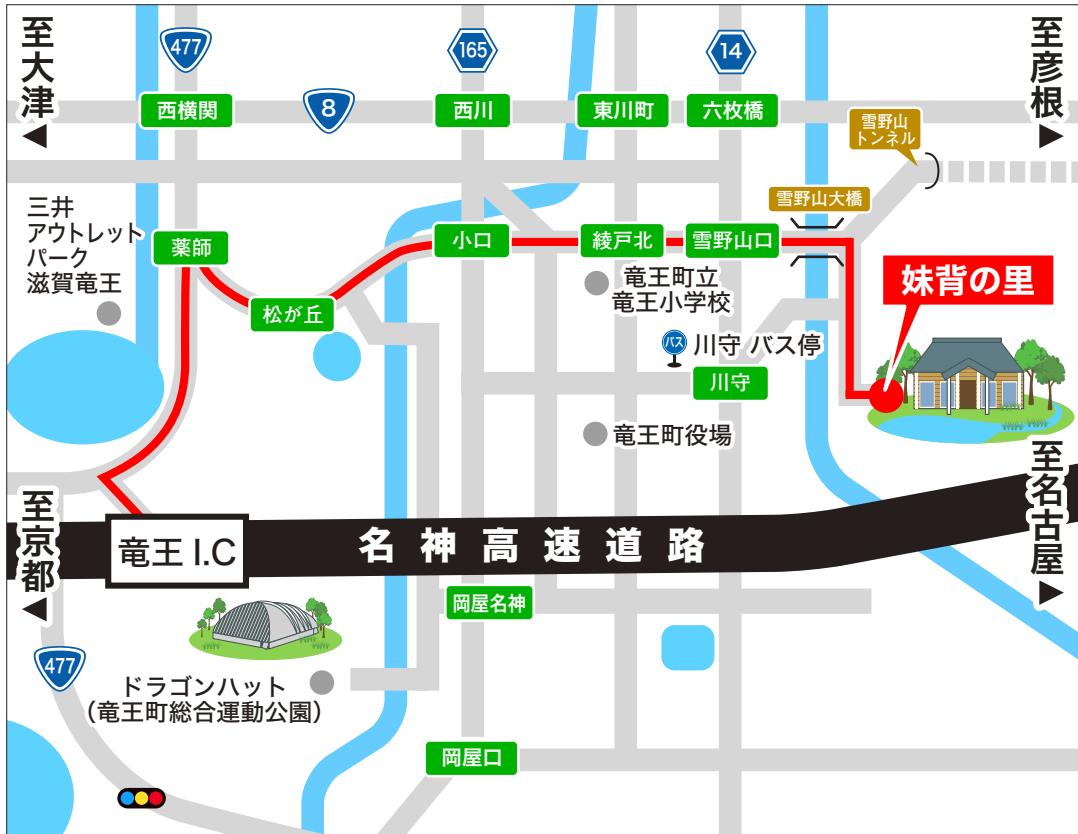 至大津
477
165
14
至彦根
西横関
8
西川
東川町
六枚橋
雪野山
トンネル
雪野山大橋
三井
アウトレット
パーク
滋賀竜王
薬師
小口
綾戸北
雪野山口
竜王町立
竜王小学校
妹背の里
松が丘
バス
川守 バス停
川守
竜王町役場
至京都
竜王 I.C
名神高速道路
至名古屋
岡屋名神
477
ドラゴンハット
(竜王町総合運動公園)
岡屋口